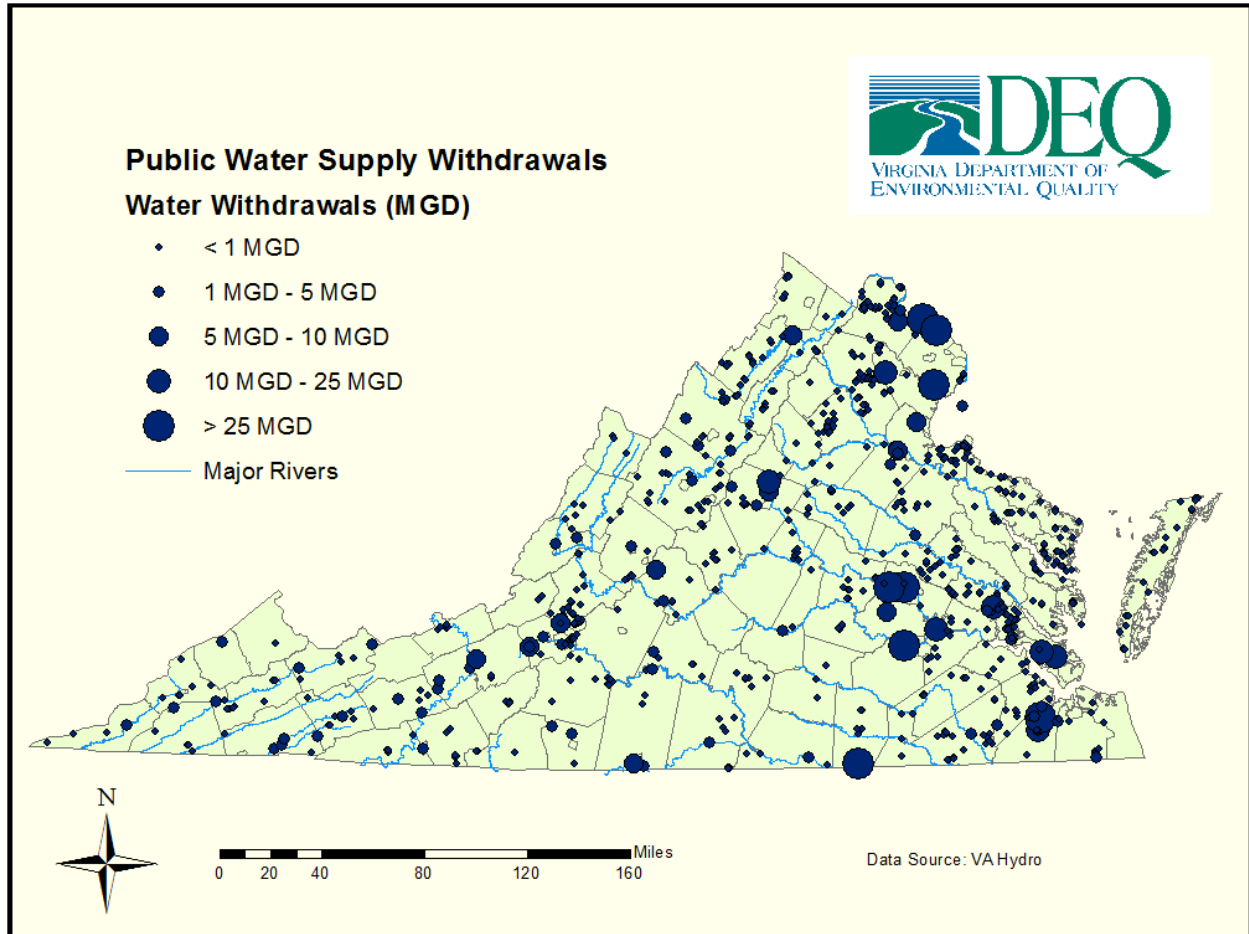 DEQ
VIRGINIA DEPARTMENT OF
ENVIRONMENTAL QUALITY
Public Water Supply Withdrawals
Water Withdrawals (MGD)
< 1 MGD
1 MGD - 5 MGD
5 MGD - 10 MGD
10 MGD - 25 MGD
> 25 MGD
Major Rivers
N
Miles
0 20 40 80 120 160
Data Source: VA Hydro